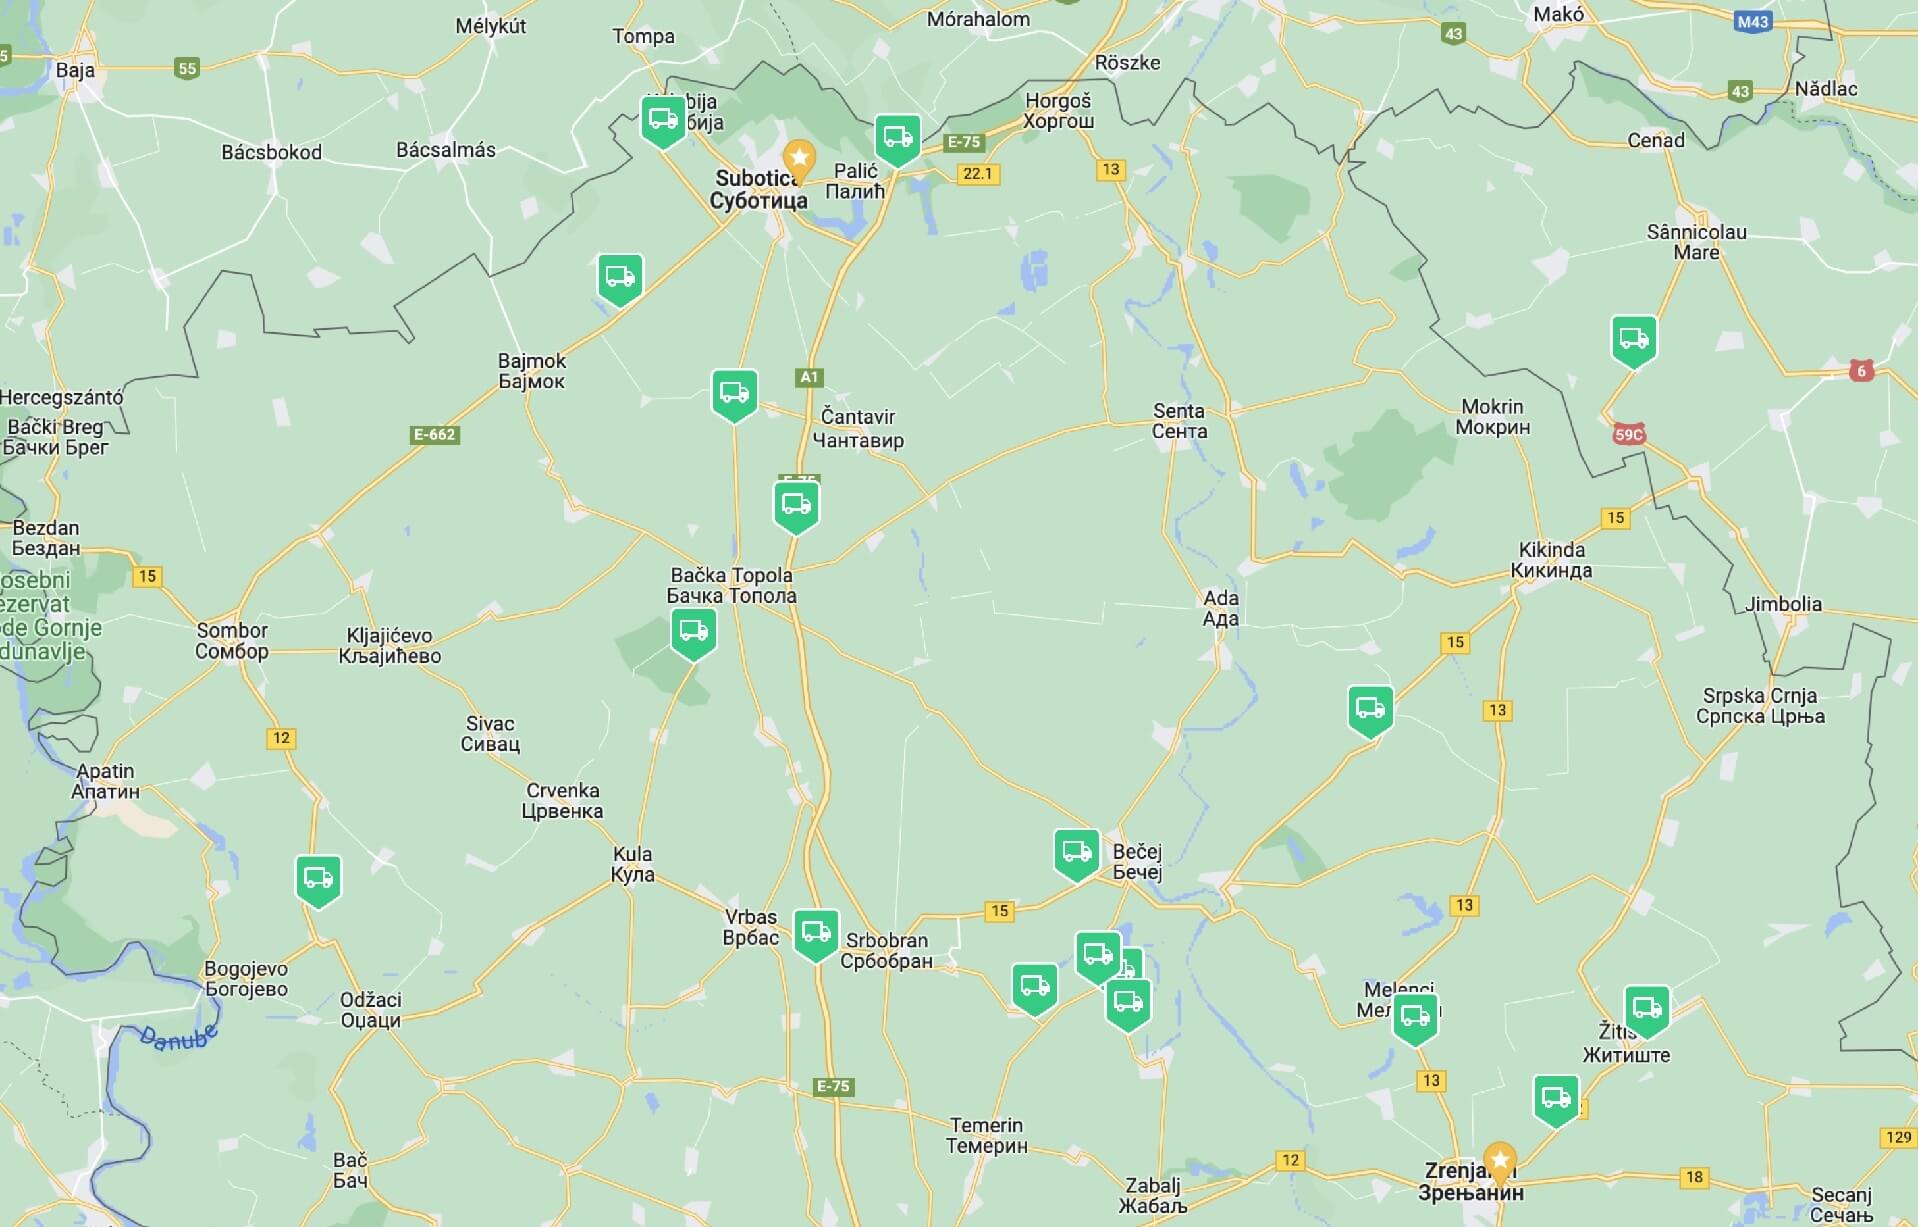 Mélykút
Tompa
Mórahalom
Makó
M43
43
Baja
55
Röszke
43
Nădlac
Horgoš
Хоргош
Bácsbokod
Bácsalmás
E-75
22.1
13
Cenad
Subotica
Суботица
Palić
Палић
Sânnicolau
Mare
Bajmok
Бајмок
A1
6
Hercegszántó
Bački Breg
Бачки Брег
E-662
Čantavir
Чантавир
Senta
Сента
Mokrin
Мокрин
59C
E-75
Bezdan
Бездан
15
15
Kikinda
Кикинда
Bačka Topola
Бачка Топола
Ada
Ада
Jimbolia
Sombor
Сомбор
Kljajićevo
Кљајићево
15
Srpska Crnja
Српска Црња
13
Sivac
Сивац
12
Apatin
Апатин
Crvenka
Црвенка
Kula
Кула
Bečej
Бечеј
15
13
Vrbas
Врбас
Srbobran
Србобран
Bogojevo
Богојево
Odžaci
Оџаци
Danube
Melenci
Житиште
13
E-75
Temerin
Темерин
129
Bač
Бач
12
Zabalj
Жабаљ
Зрењанин
18
Secanj
Сечањ